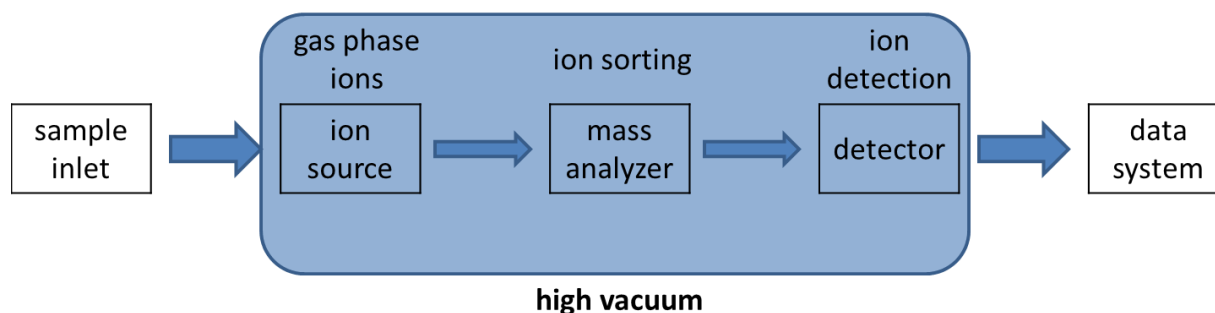 gas phase
ions
ion sorting
ion
detection
sample
inlet
ion
source
mass
analyzer
detector
data
system
high vacuum